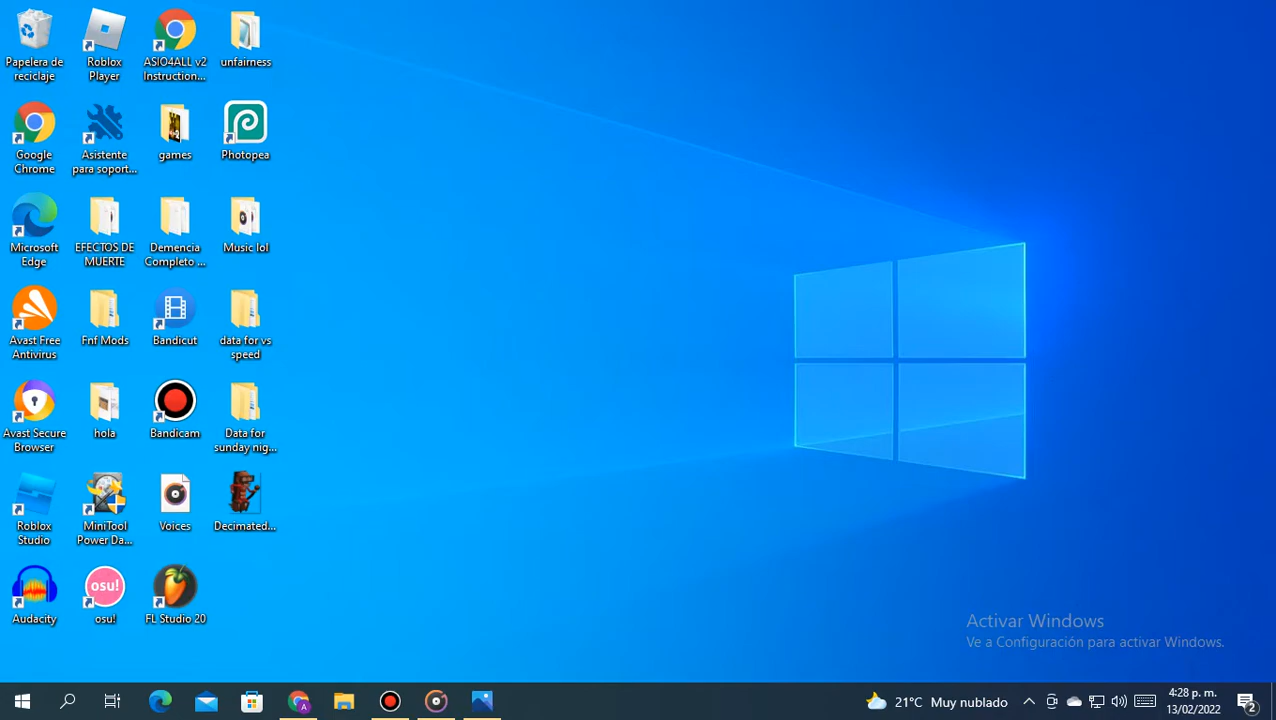 Papelera de
reciclaje
Roblox
Player
ASIO4ALL v2
Instruction...
unfairness
Google
Chrome
Asistente
para soport...
games
Photopea
Microsoft
Edge
EFECTOS DE
MUERTE
Demencia
Completo ...
Music lol
Avast Free
Antivirus
Fnf Mods
Bandicut
data for vs
speed
Avast Secure
Browser
hola
Bandicam
Data for
sunday nig...
Roblox
Studio
MiniTool
Power Da...
Voices
Decimated...
Audacity
osu!
osu!
FL Studio 20
Activar Windows
Ve a Configuración para activar Windows.
A
21°C Muy nublado
4:28 p. m.
13/02/2022
2